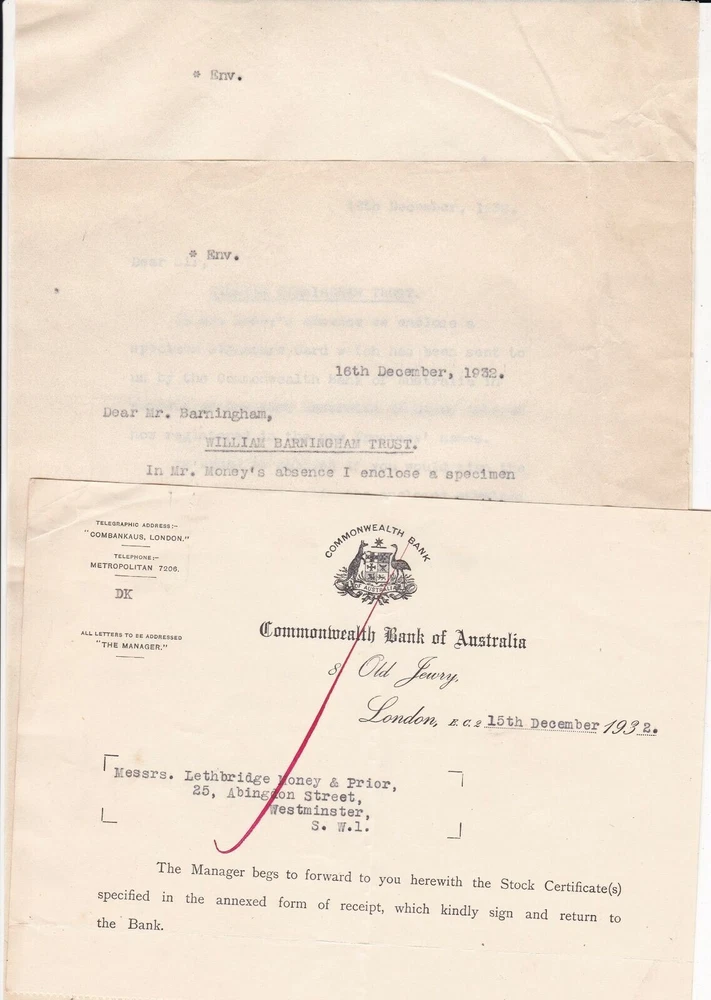 * Env.
* Env.
16th December, 1932.
Dear Mr. Barningham,
WILLIAM BARNINGHAM TRUST.
In Mr. Money's absence I enclose a specimen
TELEGRAPHIC ADDRESS:-
"COMBANKAUS, LONDON."
TELEPHONE:-
METROPOLITAN 7206.
DK
ALL LETTERS TO BE ADDRESSED
"THE MANAGER."
COMMONWEALTH BANK
OF AUSTRALIA
Commonwealth Bank of Australia
8, Old Jewry,
London, E.C.2 15th December 1932.
Messrs. Lethbridge Money & Prior,
25, Abingdon Street,
Westminster,
S. W.1.
The Manager begs to forward to you herewith the Stock Certificate(s)
specified in the annexed form of receipt, which kindly sign and return to
the Bank.